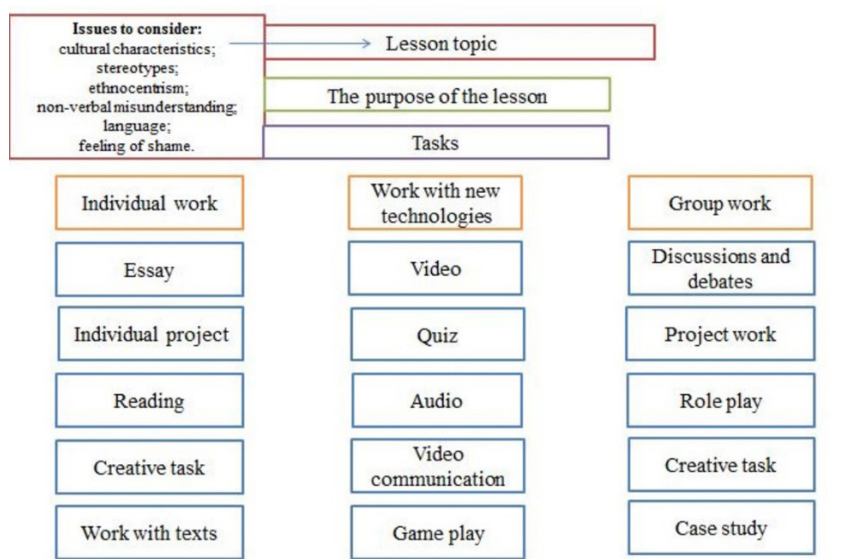 Issues to consider:
cultural characteristics;
stereotypes;
ethnocentrism;
non-verbal misunderstanding;
language;
feeling of shame.
Lesson topic
The purpose of the lesson
Tasks
Individual work
Work with new
technologies
Group work
Essay
Video
Discussions and
debates
Individual project
Quiz
Project work
Reading
Audio
Role play
Creative task
Video
communication
Creative task
Work with texts
Game play
Case study